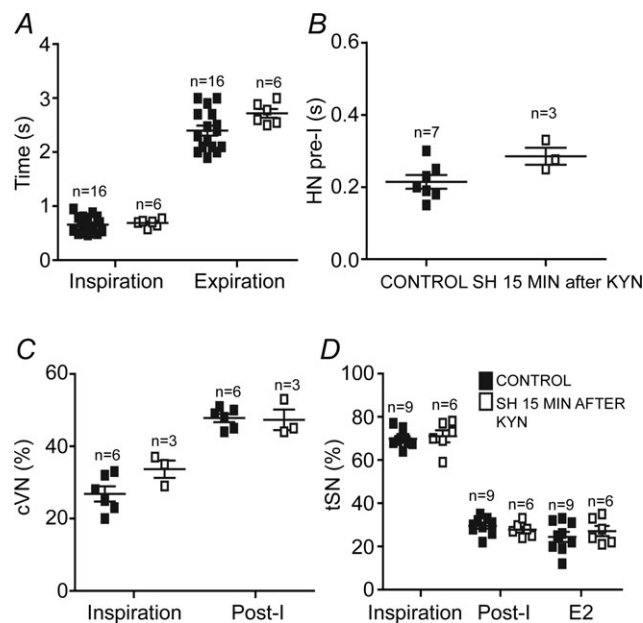 A
Time (s)
4
3
2
1
0
n=16
n=6
n=16
n=6
Inspiration
Expiration
B
HN pre-I (s)
0.6
0.4
0.2
0.0
n=7
n=3
CONTROL SH 15 MIN after KYN
C
cVN (%)
60
40
20
0
n=6
n=3
n=6
n=3
Inspiration
Post-I
D
tSN (%)
100
80
60
40
20
0
CONTROL
SH 15 MIN AFTER
KYN
n=9
n=6
n=9
n=6
n=9
n=6
Inspiration
Post-I
E2